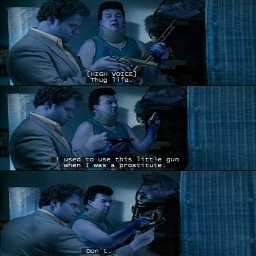 [HIGH VOICE]
Thug life.
I used to use this little gun
when I was a prostitute.
Don't.